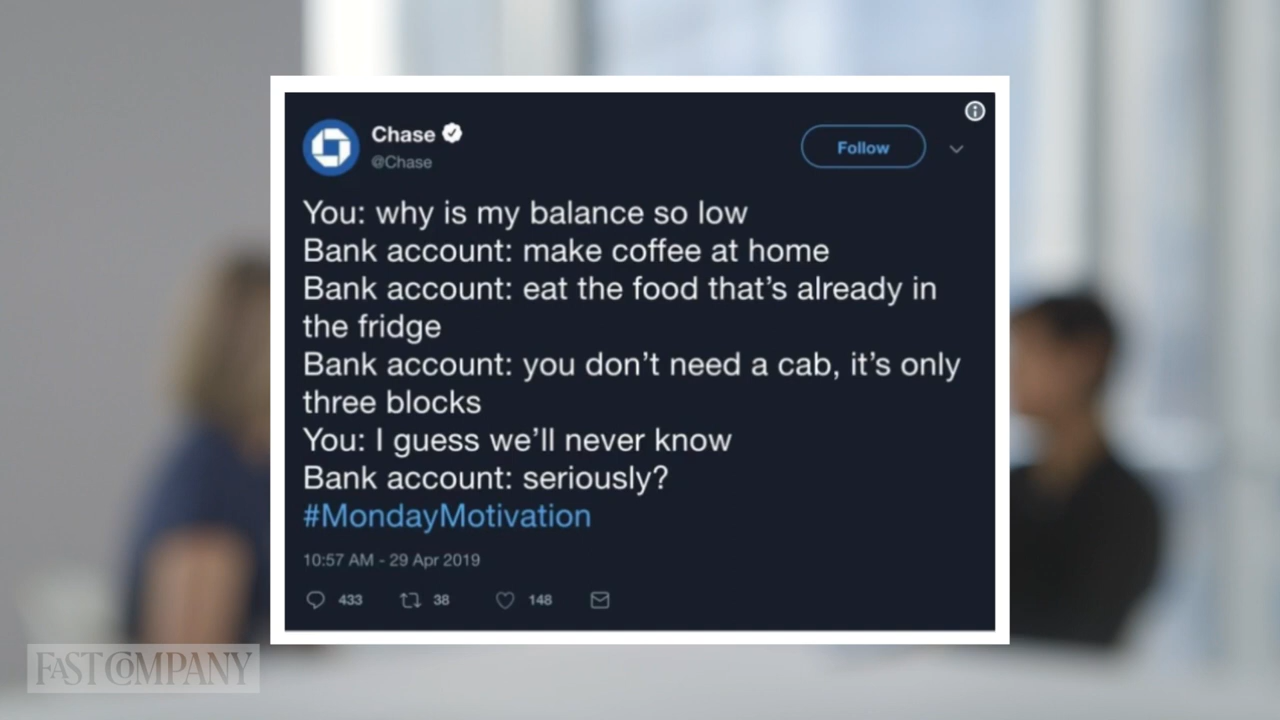 Chase
@Chase
Follow
You: why is my balance so low
Bank account: make coffee at home
Bank account: eat the food that’s already in
the fridge
Bank account: you don’t need a cab, it’s only
three blocks
You: I guess we’ll never know
Bank account: seriously?
#MondayMotivation
10:57 AM - 29 Apr 2019
433 38 148
FAST COMPANY